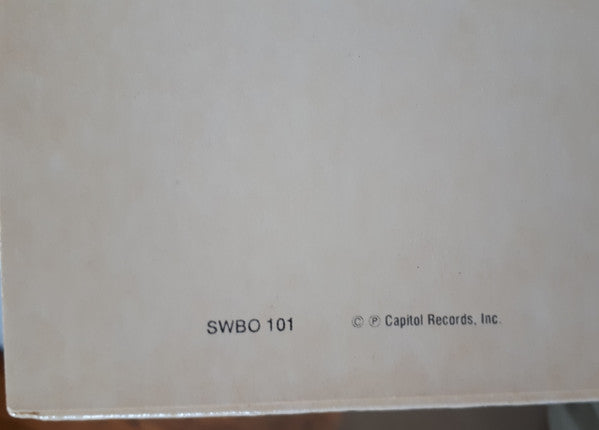 SWBO 101 © ℗ Capitol Records, Inc.